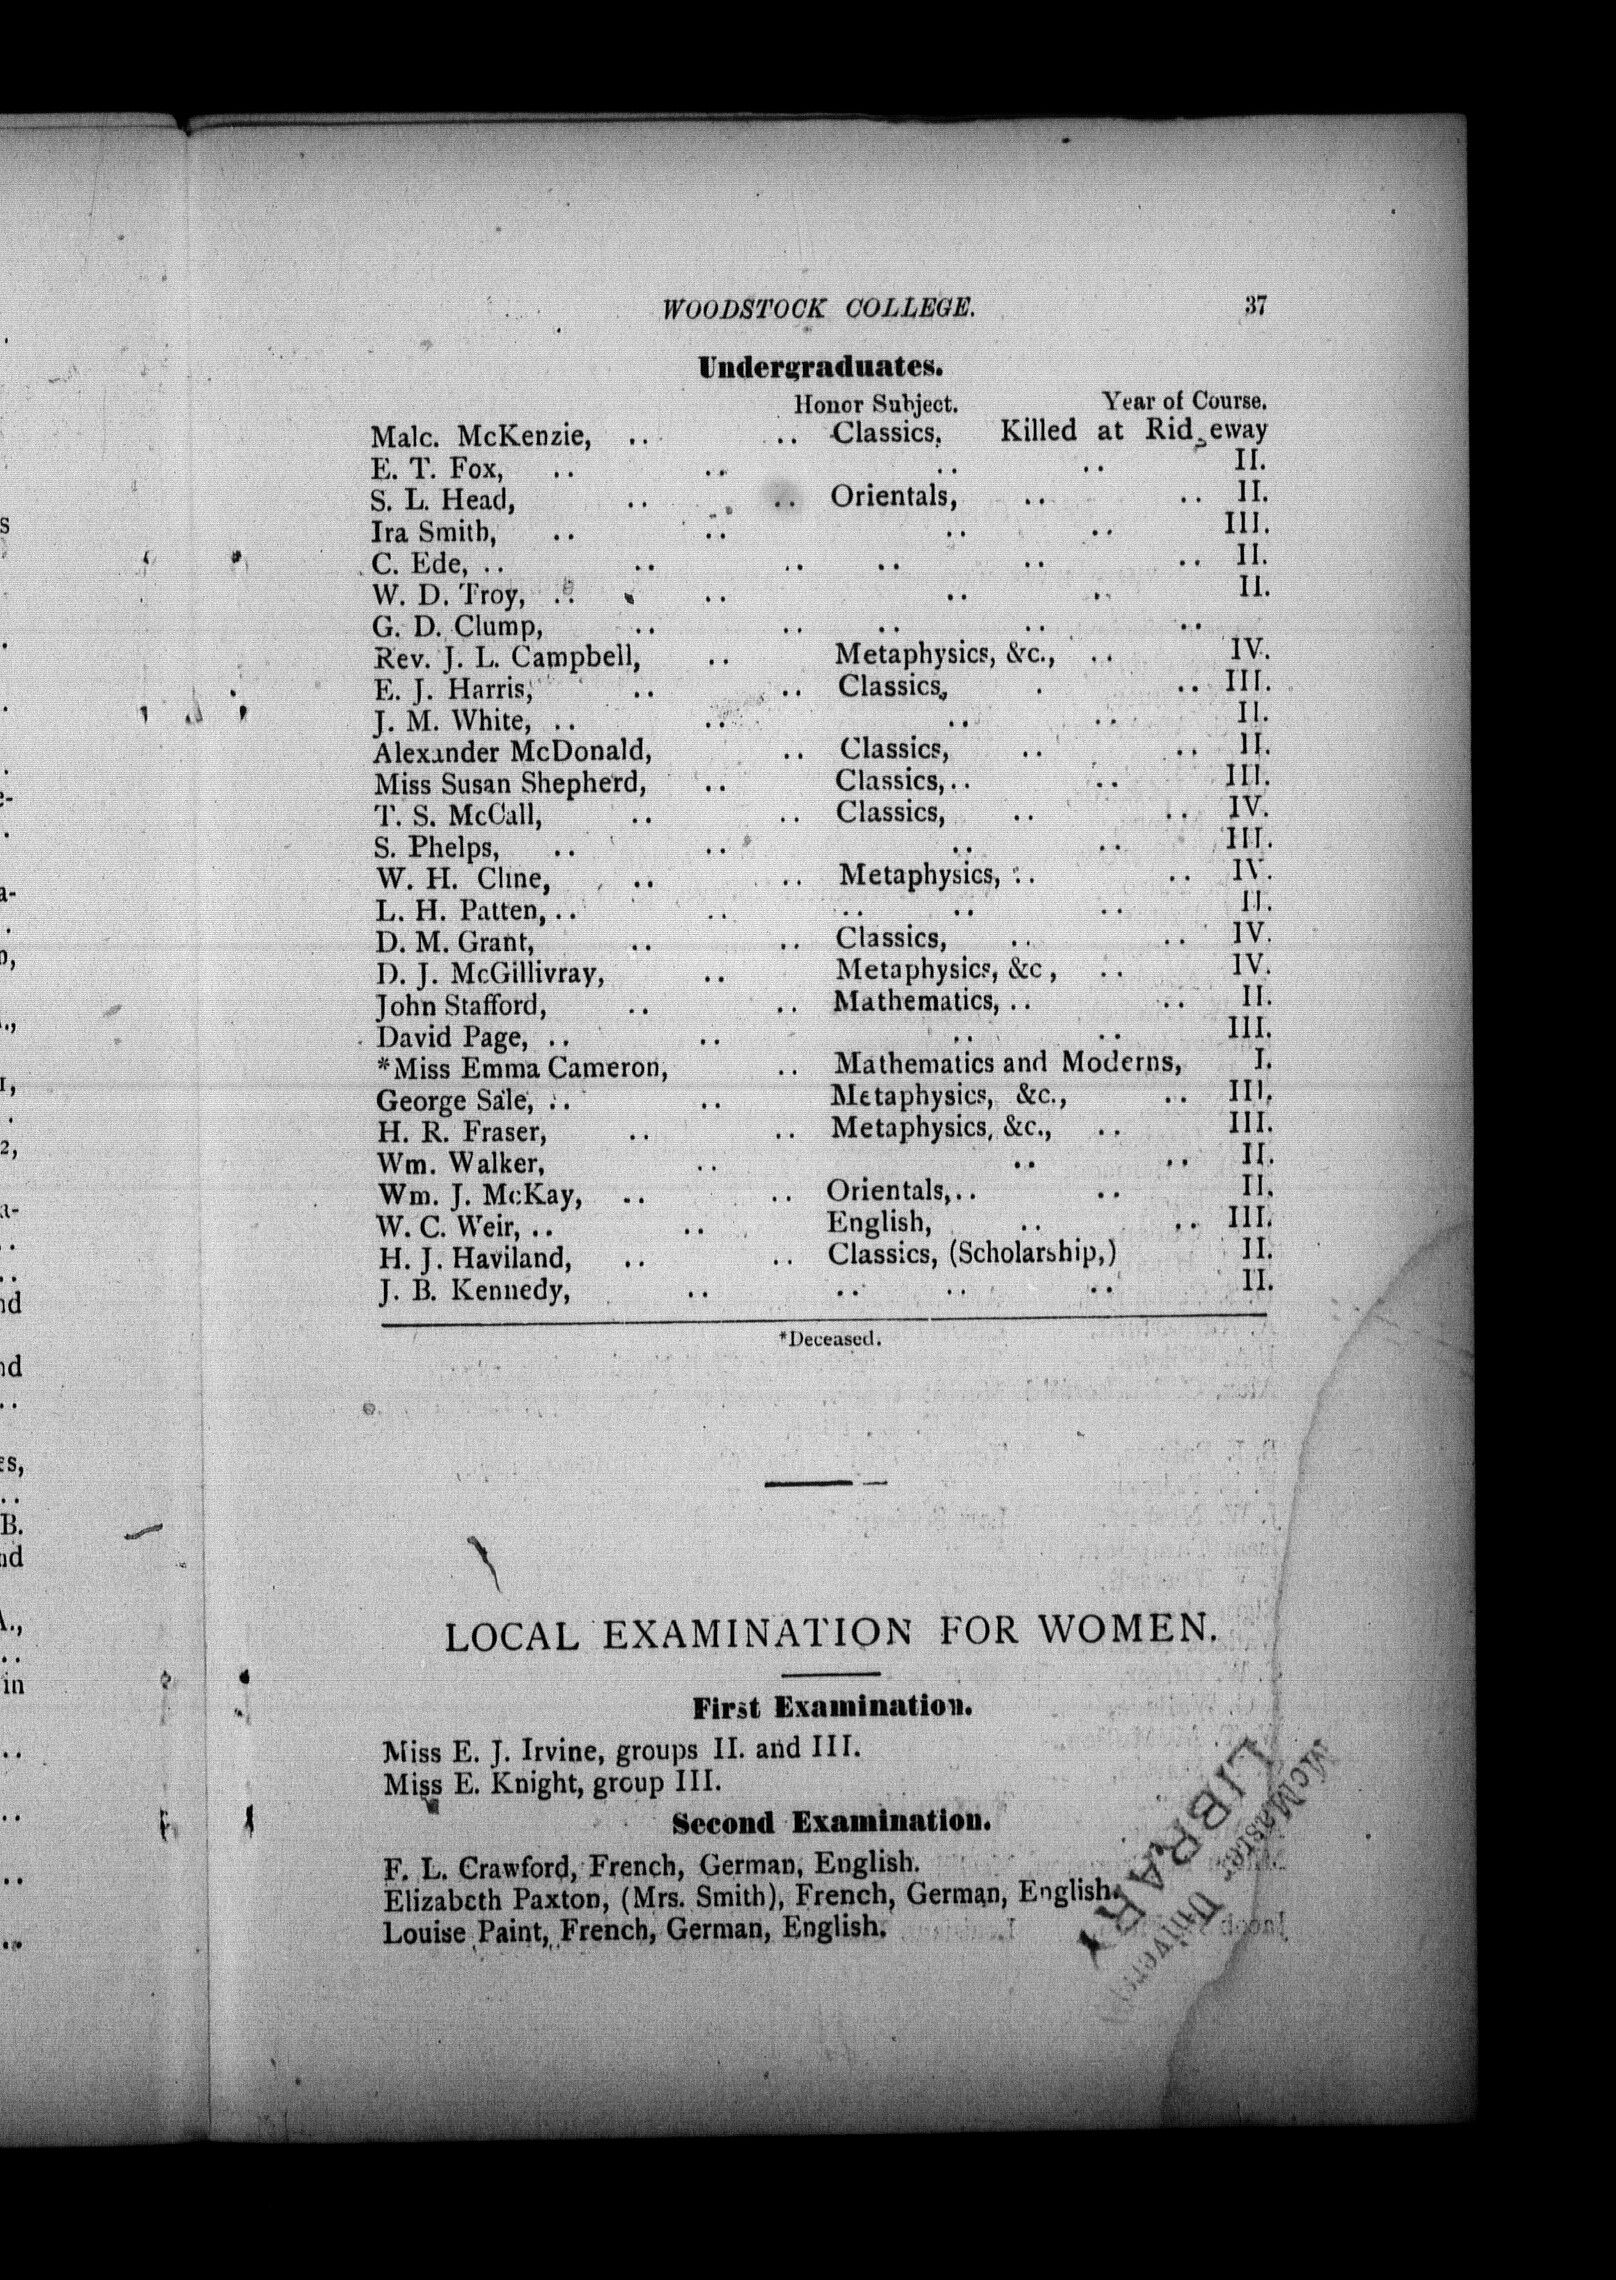 WOODSTOCK COLLEGE. 37
Undergraduates.
Honor Subject. Year of Course.
Malc. McKenzie, .. .. Classics, Killed at Ridgeway
E. T. Fox, .. .. .. .. II.
S. L. Head, .. .. Orientals, .. .. II.
Ira Smith, .. .. .. .. III.
C. Ede, .. .. .. .. .. .. II.
W. D. Troy, .. .. .. .. II.
G. D. Clump, .. .. .. .. ..
Rev. J. L. Campbell, .. Metaphysics, &c., .. IV.
E. J. Harris, .. .. Classics, . .. III.
J. M. White, .. .. .. .. II.
Alexander McDonald, .. Classics, .. .. II.
Miss Susan Shepherd, .. Classics, .. .. III.
T. S. McCall, .. .. Classics, .. .. IV.
S. Phelps, .. .. .. .. III.
W. H. Cline, .. .. Metaphysics, .. .. IV.
L. H. Patten, .. .. .. .. .. II.
D. M. Grant, .. .. Classics, .. .. IV.
D. J. McGillivray, .. Metaphysics, &c , .. IV.
John Stafford, .. .. Mathematics, .. .. II.
David Page, .. .. .. .. III.
*Miss Emma Cameron, .. Mathematics and Moderns, I.
George Sale, .. .. Metaphysics, &c., .. III.
H. R. Fraser, .. .. Metaphysics, &c., .. III.
Wm. Walker, .. .. .. II.
Wm. J. McKay, .. .. Orientals, .. .. II.
W. C. Weir, .. .. English, .. .. III.
H. J. Haviland, .. .. Classics, (Scholarship,) II.
J. B. Kennedy, .. .. .. .. II.
*Deceased.
LOCAL EXAMINATION FOR WOMEN.
First Examination.
Miss E. J. Irvine, groups II. and III.
Miss E. Knight, group III.
Second Examination.
F. L. Crawford, French, German, English.
Elizabeth Paxton, (Mrs. Smith), French, German, English.
Louise Paint, French, German, English.
McMaster University
LIBRARY